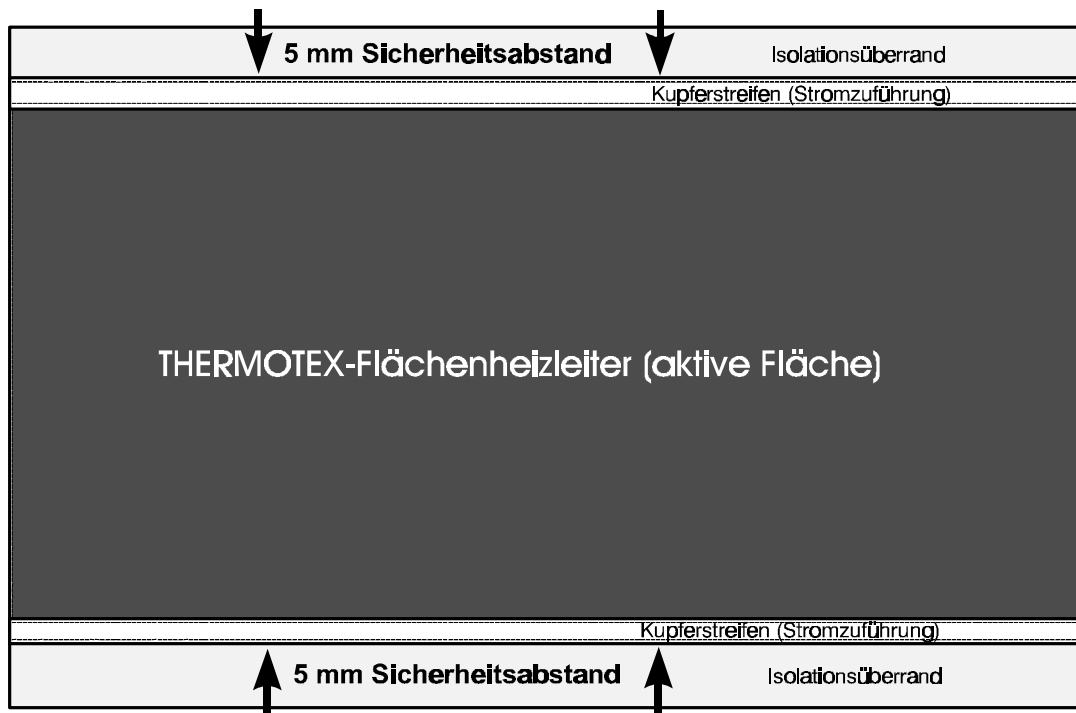 5 mm Sicherheitsabstand Isolationsüberrand
Kupferstreifen (Stromzuführung)
THERMOTEX-Flächenheizleiter (aktive Fläche)
Kupferstreifen (Stromzuführung)
5 mm Sicherheitsabstand Isolationsüberrand